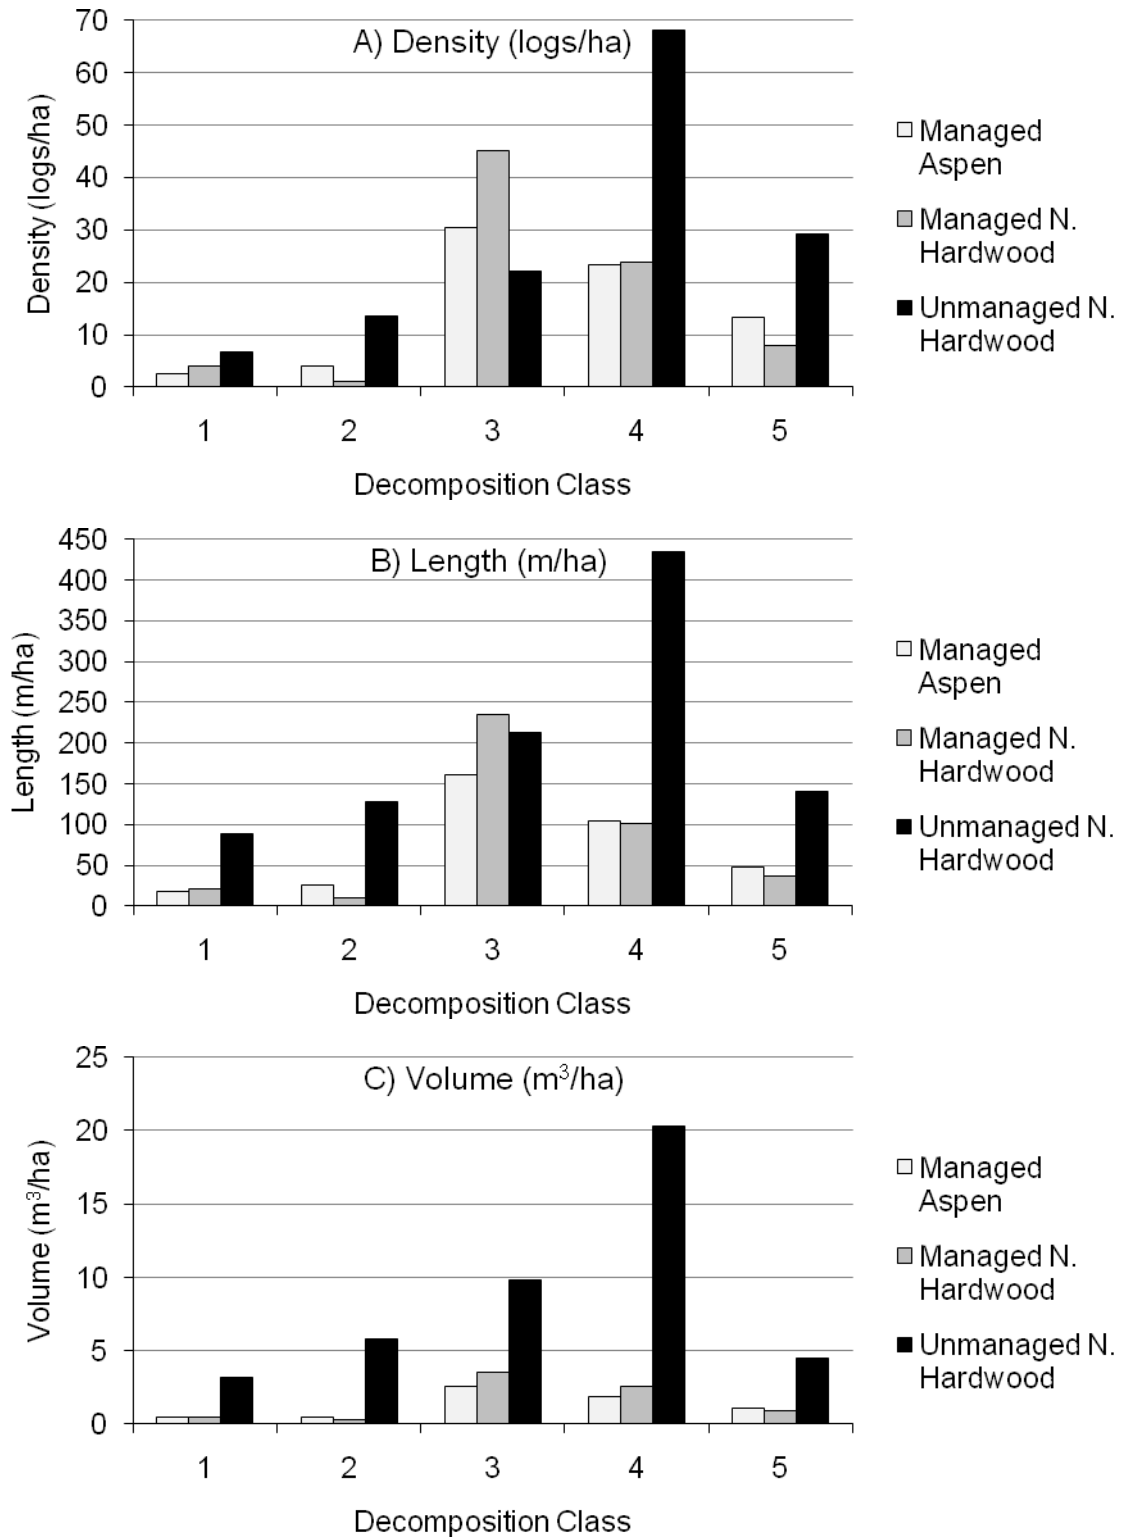 A) Density (logs/ha)
Density (logs/ha)
70
60
50
40
30
20
10
0
1 2 3 4 5
Decomposition Class
Managed
Aspen
Managed N.
Hardwood
Unmanaged N.
Hardwood
B) Length (m/ha)
Length (m/ha)
450
400
350
300
250
200
150
100
50
0
1 2 3 4 5
Decomposition Class
Managed
Aspen
Managed N.
Hardwood
Unmanaged N.
Hardwood
C) Volume (m³/ha)
Volume (m³/ha)
25
20
15
10
5
0
1 2 3 4 5
Decomposition Class
Managed
Aspen
Managed N.
Hardwood
Unmanaged N.
Hardwood